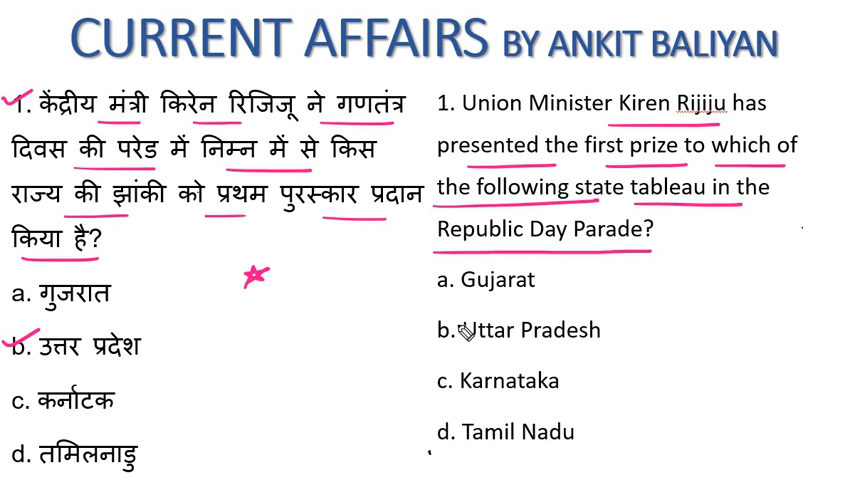 CURRENT AFFAIRS BY ANKIT BALIYAN
1. केंद्रीय मंत्री किरेन रिजिजू ने गणतंत्र
दिवस की परेड में निम्न में से किस
राज्य की झांकी को प्रथम पुरस्कार प्रदान
किया है?
a. गुजरात
b. उत्तर प्रदेश
c. कर्नाटक
d. तमिलनाडु
1. Union Minister Kiren Rijiju has
presented the first prize to which of
the following state tableau in the
Republic Day Parade?
a. Gujarat
b. Uttar Pradesh
c. Karnataka
d. Tamil Nadu